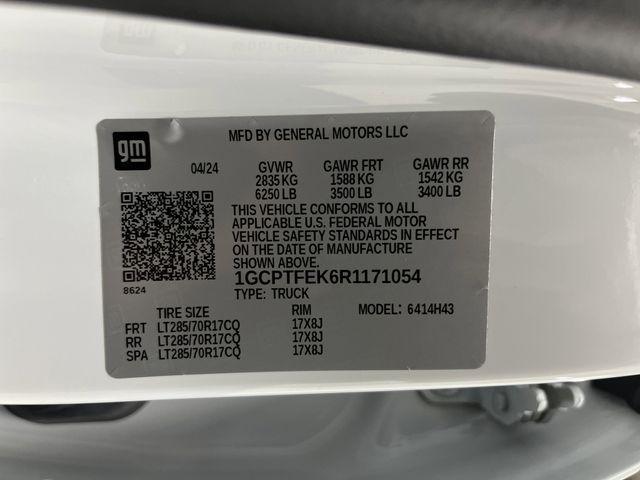 gm
MFD BY GENERAL MOTORS LLC
04/24 GVWR GAWR FRT GAWR RR
2835 KG 1588 KG 1542 KG
6250 LB 3500 LB 3400 LB
THIS VEHICLE CONFORMS TO ALL
APPLICABLE U.S. FEDERAL MOTOR
VEHICLE SAFETY STANDARDS IN EFFECT
ON THE DATE OF MANUFACTURE
SHOWN ABOVE.
8624
1GCPTFEK6R1171054
TYPE: TRUCK
TIRE SIZE RIM MODEL: 6414H43
FRT LT285/70R17CQ 17X8J
RR LT285/70R17CQ 17X8J
SPA LT285/70R17CQ 17X8J